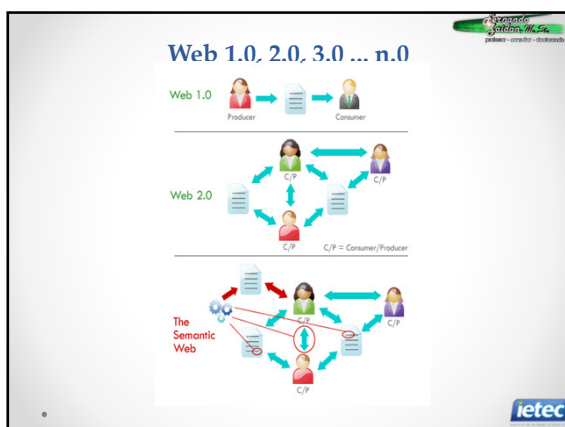 Web 1.0, 2.0, 3.0 ... n.0
Web 1.0
Producer
Consumer
C/P
C/P
Web 2.0
C/P
C/P = Consumer/Producer
C/P
C/P
The
Semantic
Web
C/P
ietec